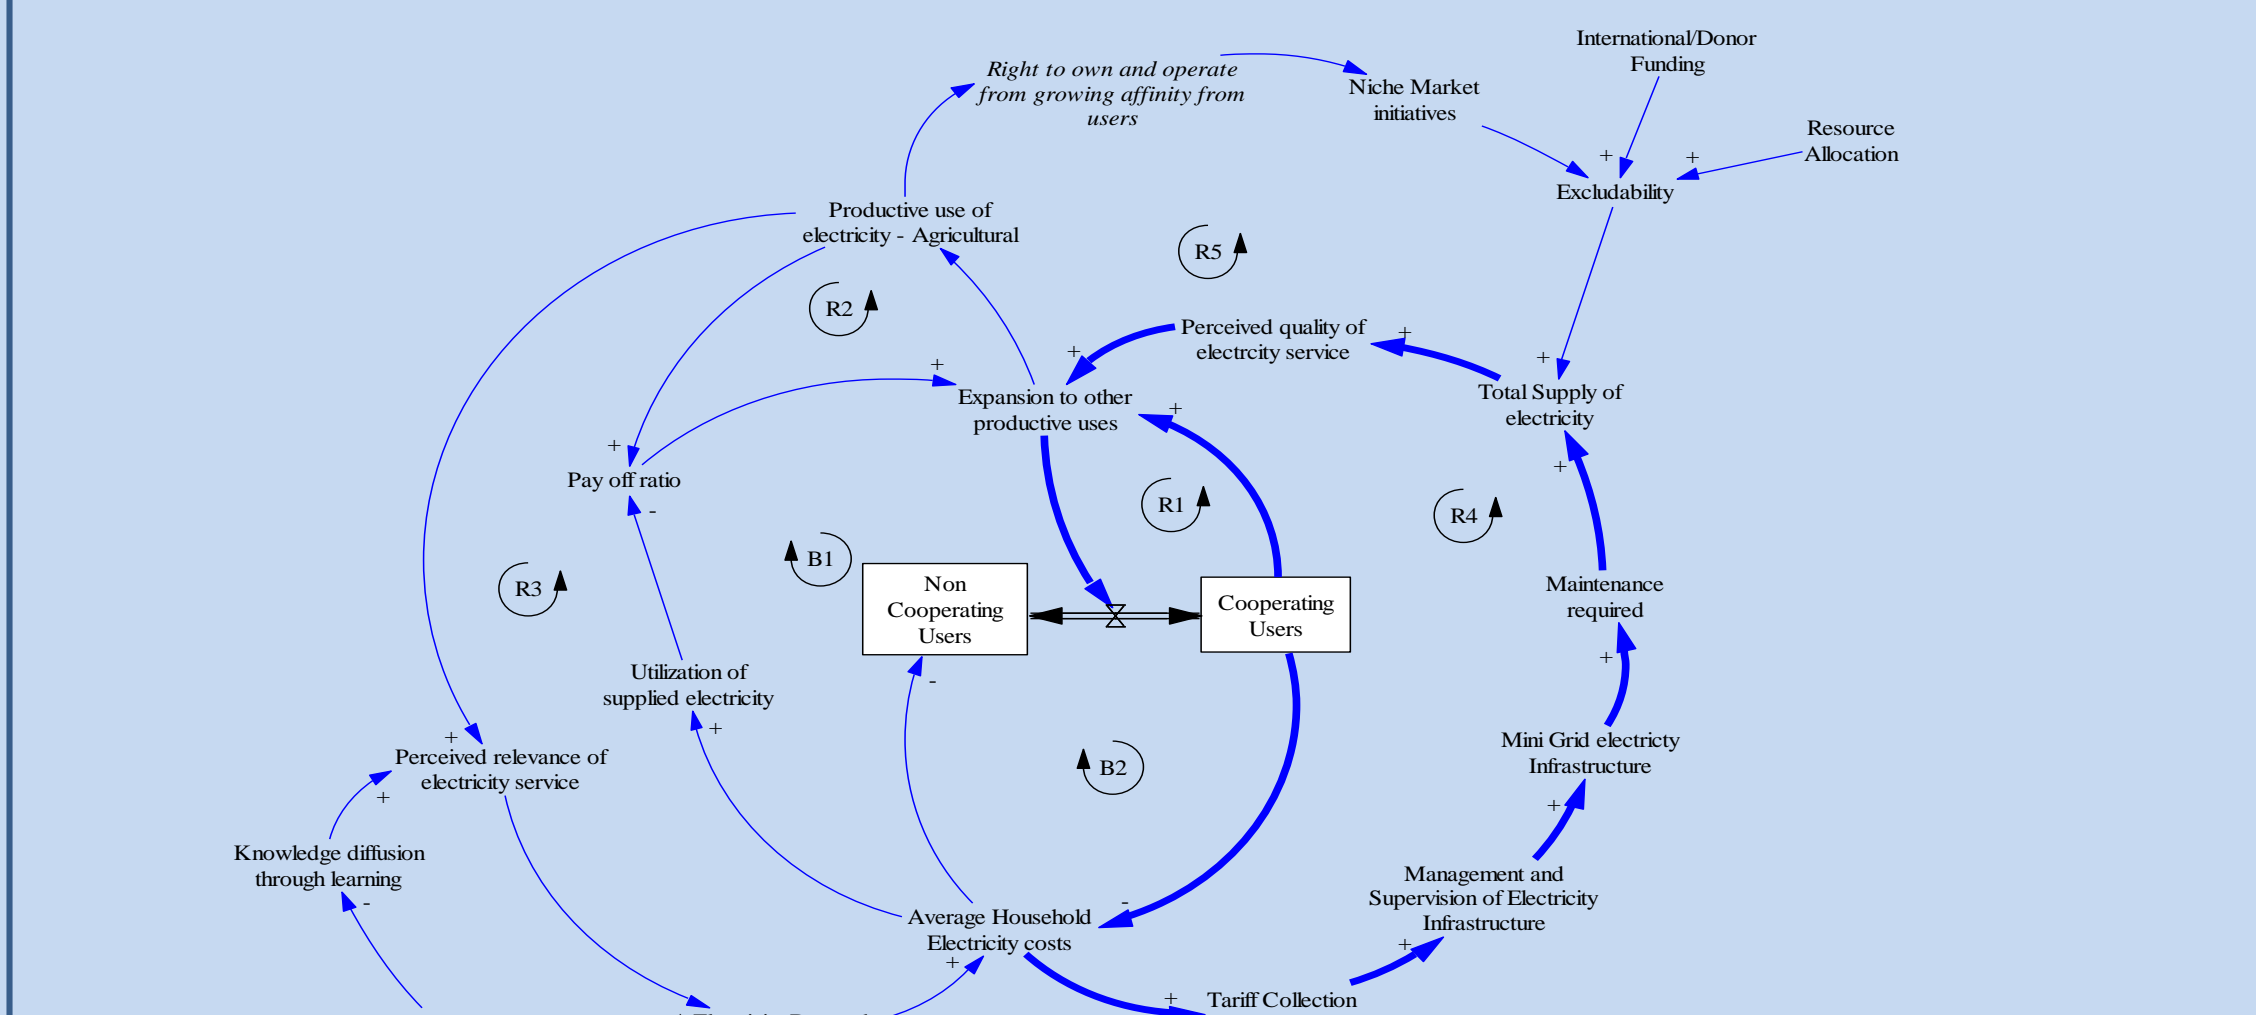 International/Donor
Funding
Right to own and operate
from growing affinity from
users
Niche Market
initiatives
Resource
Allocation
+
+
Excludability
Productive use of
electricity - Agricultural
R5
R2
Perceived quality of
electrcity service
+
+
+
+
Expansion to other
productive uses
Total Supply of
electricity
+
+
Pay off ratio
-
+
R1
R4
B1
R3
Non
Cooperating
Users
Cooperating
Users
Maintenance
required
+
Utilization of
supplied electricity
-
+
+
Perceived relevance of
electricity service
+
Mini Grid electricty
Infrastructure
B2
+
Knowledge diffusion
through learning
-
Management and
Supervision of Electricity
Infrastructure
-
Average Household
Electricity costs
+
+
+
Tariff Collection